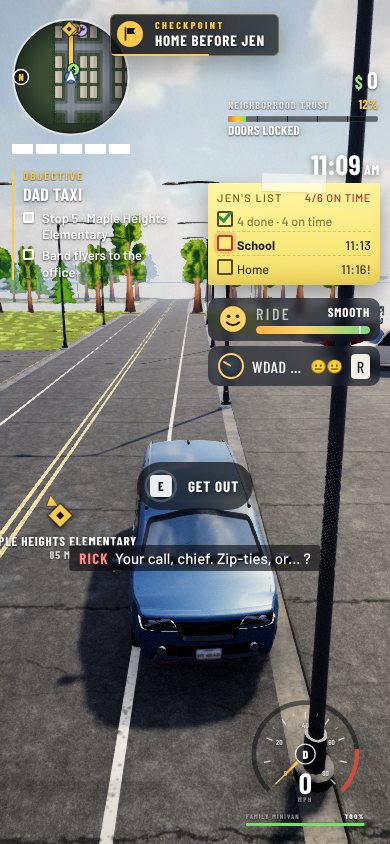 CHECKPOINT
HOME BEFORE JEN
N
$ 0
NEIGHBORHOOD TRUST 12%
DOORS LOCKED
11:09 AM
OBJECTIVE
DAD TAXI
Stop 5 · Maple Heights
Elementary
Band flyers to the
office
JEN'S LIST 4/6 ON TIME
4 done · 4 on time
School 11:13
Home 11:16!
RIDE SMOOTH
WDAD ... R
E GET OUT
PLE HEIGHTS ELEMENTARY
85 M
RICK Your call, chief. Zip-ties, or... ?
20
40
60
80
D
0
MPH
FAMILY MINIVAN 100%